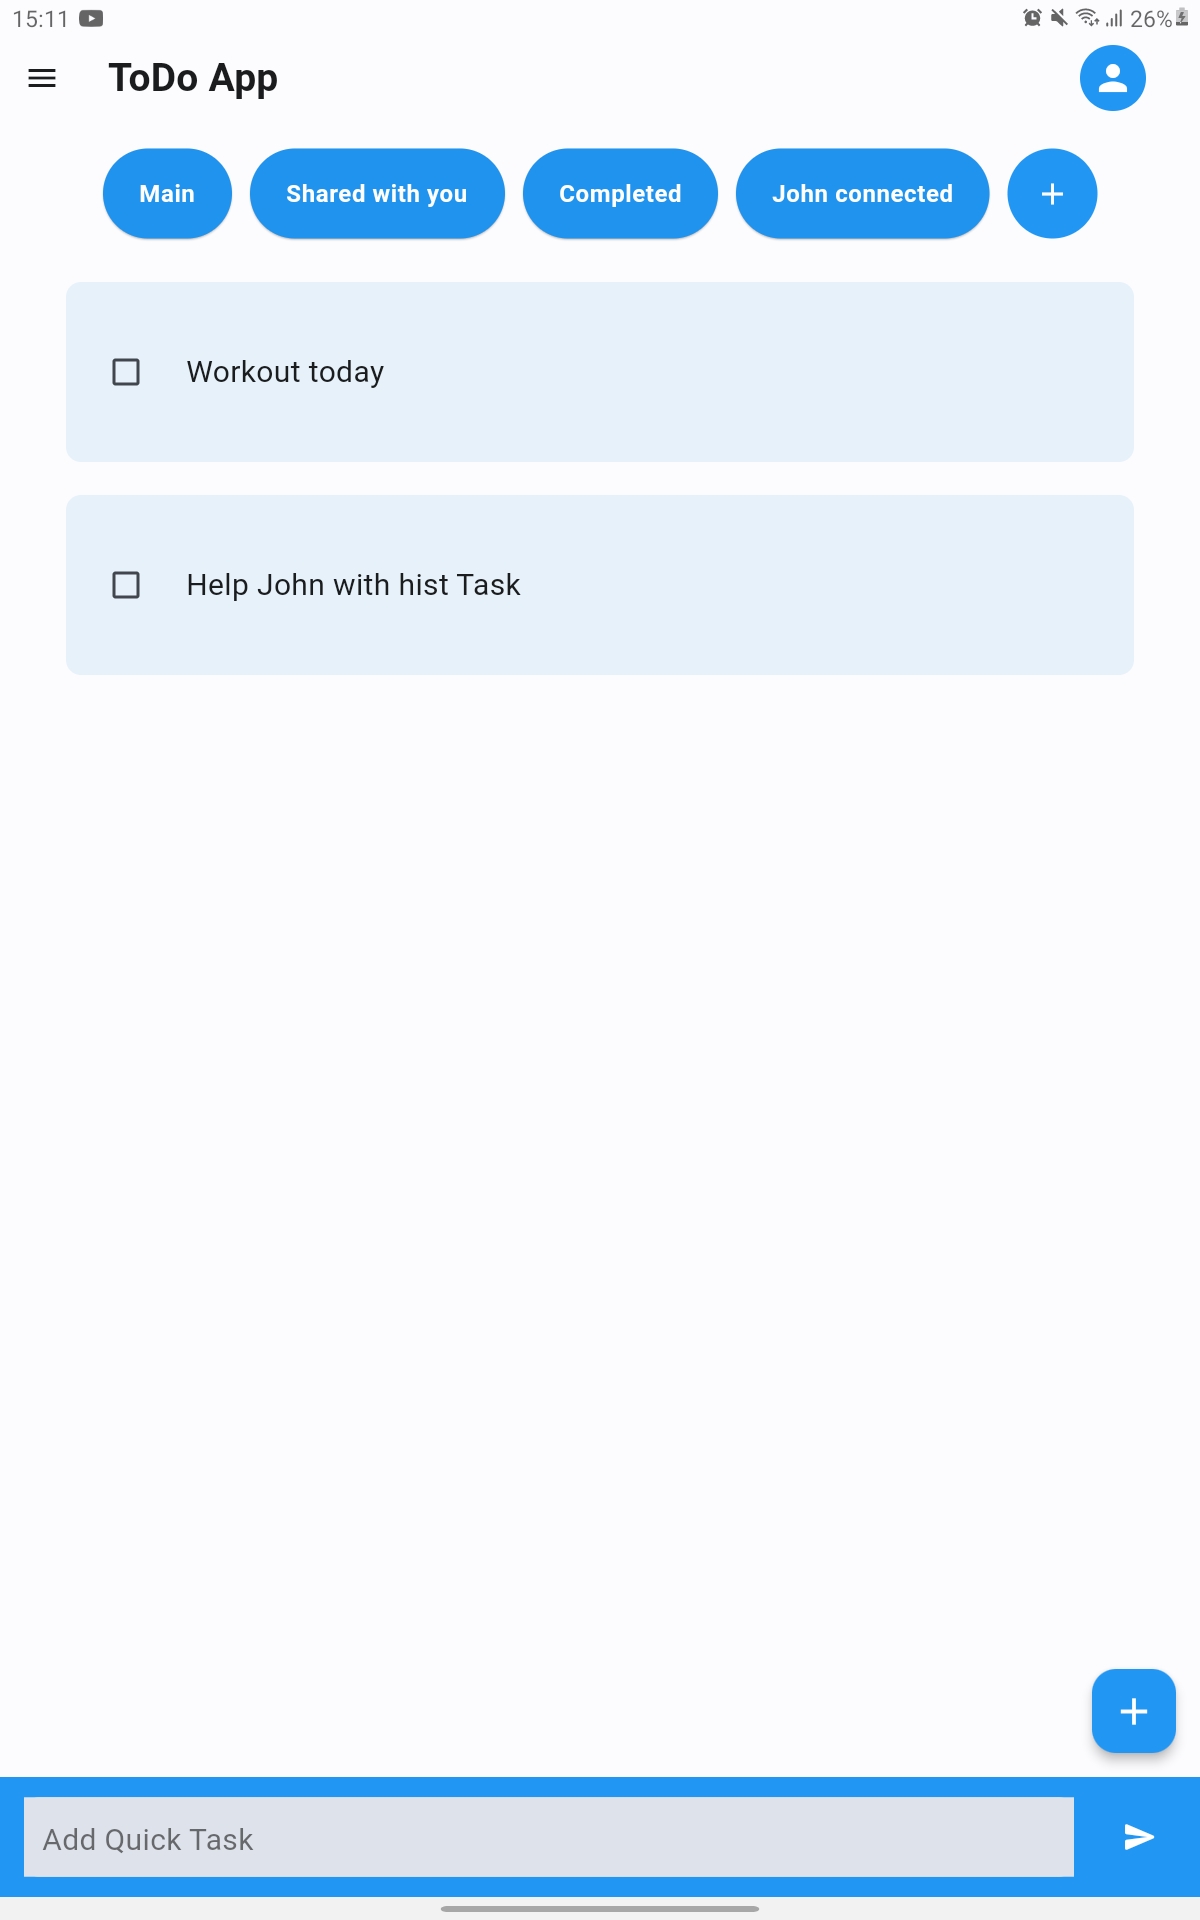 15:11 26%
ToDo App
Main Shared with you Completed John connected
Workout today
Help John with hist Task
Add Quick Task